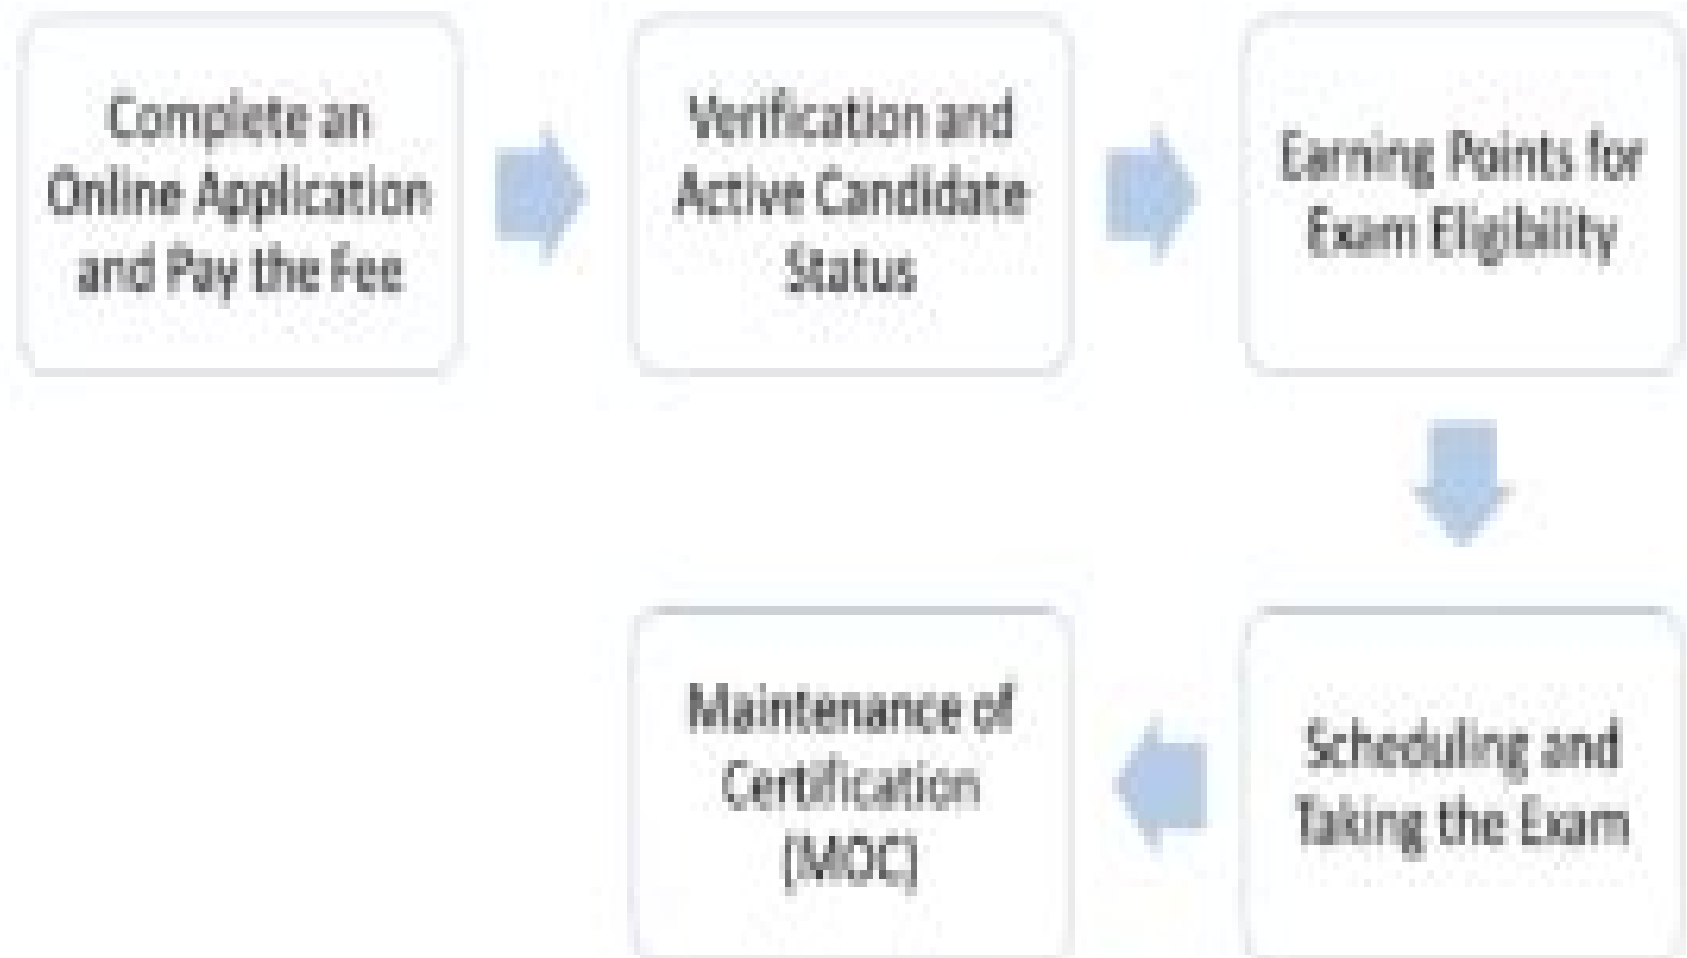 Complete an
Online Application
and Pay the Fee
Verification and
Active Candidate
Status
Earning Points for
Exam Eligibility
Scheduling and
Taking the Exam
Maintenance of
Certification
(MOC)